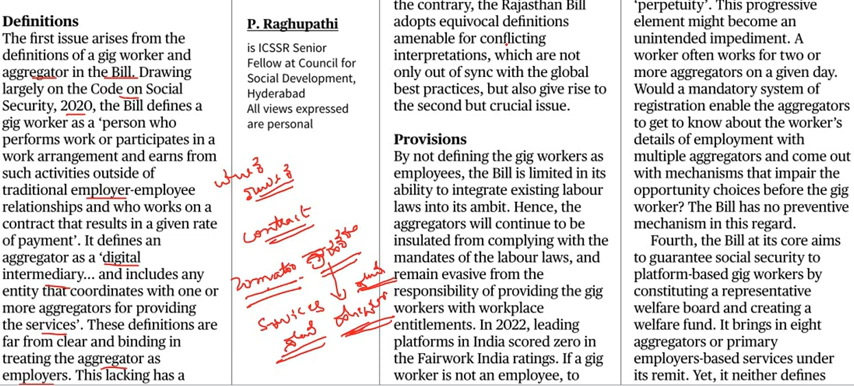 Definitions
The first issue arises from the
definitions of a gig worker and
aggregator in the Bill. Drawing
largely on the Code on Social
Security, 2020, the Bill defines a
gig worker as a ‘person who
performs work or participates in a
work arrangement and earns from
such activities outside of
traditional employer-employee
relationships and who works on a
contract that results in a given rate
of payment’. It defines an
aggregator as a ‘digital
intermediary... and includes any
entity that coordinates with one or
more aggregators for providing
the services’. These definitions are
far from clear and binding in
treating the aggregator as
employers. This lacking has a
P. Raghupathi
is ICSSR Senior
Fellow at Council for
Social Development,
Hyderabad
All views expressed
are personal
contract
zomatoo
Services
the contrary, the Rajasthan Bill
adopts equivocal definitions
amenable for conflicting
interpretations, which are not
only out of sync with the global
best practices, but also give rise to
the second but crucial issue.
Provisions
By not defining the gig workers as
employees, the Bill is limited in its
ability to integrate existing labour
laws into its ambit. Hence, the
aggregators will continue to be
insulated from complying with the
mandates of the labour laws, and
remain evasive from the
responsibility of providing the gig
workers with workplace
entitlements. In 2022, leading
platforms in India scored zero in
the Fairwork India ratings. If a gig
worker is not an employee, to
‘perpetuity’. This progressive
element might become an
unintended impediment. A
worker often works for two or
more aggregators on a given day.
Would a mandatory system of
registration enable the aggregators
to get to know about the worker’s
details of employment with
multiple aggregators and come out
with mechanisms that impair the
opportunity choices before the gig
worker? The Bill has no preventive
mechanism in this regard.
Fourth, the Bill at its core aims
to guarantee social security to
platform-based gig workers by
constituting a representative
welfare board and creating a
welfare fund. It brings in eight
aggregators or primary
employers-based services under
its remit. Yet, it neither defines